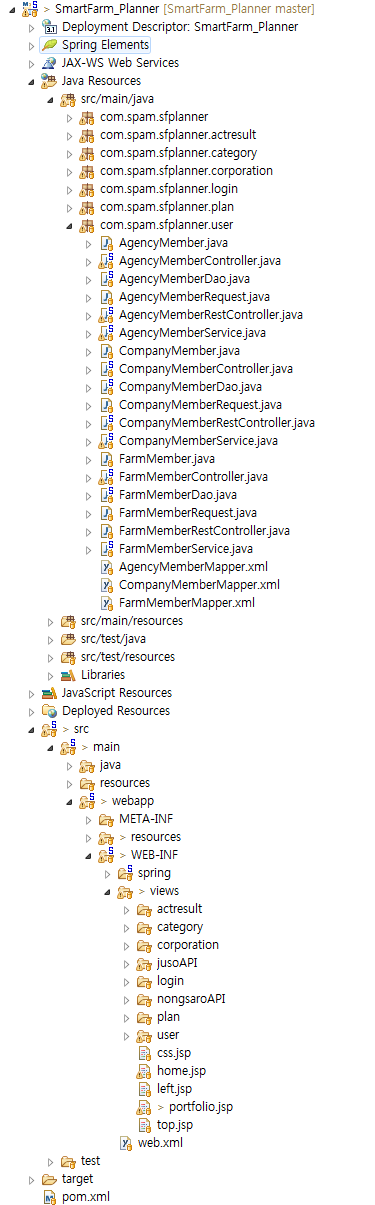 > SmartFarm_Planner [SmartFarm_Planner master]
Deployment Descriptor: SmartFarm_Planner
Spring Elements
JAX-WS Web Services
Java Resources
src/main/java
com.spam.sfplanner
com.spam.sfplanner.actresult
com.spam.sfplanner.category
com.spam.sfplanner.corporation
com.spam.sfplanner.login
com.spam.sfplanner.plan
com.spam.sfplanner.user
AgencyMember.java
AgencyMemberController.java
AgencyMemberDao.java
AgencyMemberRequest.java
AgencyMemberRestController.java
AgencyMemberService.java
CompanyMember.java
CompanyMemberController.java
CompanyMemberDao.java
CompanyMemberRequest.java
CompanyMemberRestController.java
CompanyMemberService.java
FarmMember.java
FarmMemberController.java
FarmMemberDao.java
FarmMemberRequest.java
FarmMemberRestController.java
FarmMemberService.java
AgencyMemberMapper.xml
CompanyMemberMapper.xml
FarmMemberMapper.xml
src/main/resources
src/test/java
src/test/resources
Libraries
JavaScript Resources
Deployed Resources
> src
> main
java
resources
> webapp
META-INF
> resources
> WEB-INF
spring
> views
actresult
category
corporation
jusoAPI
login
nongsaroAPI
plan
user
css.jsp
home.jsp
left.jsp
> portfolio.jsp
top.jsp
web.xml
test
target
pom.xml